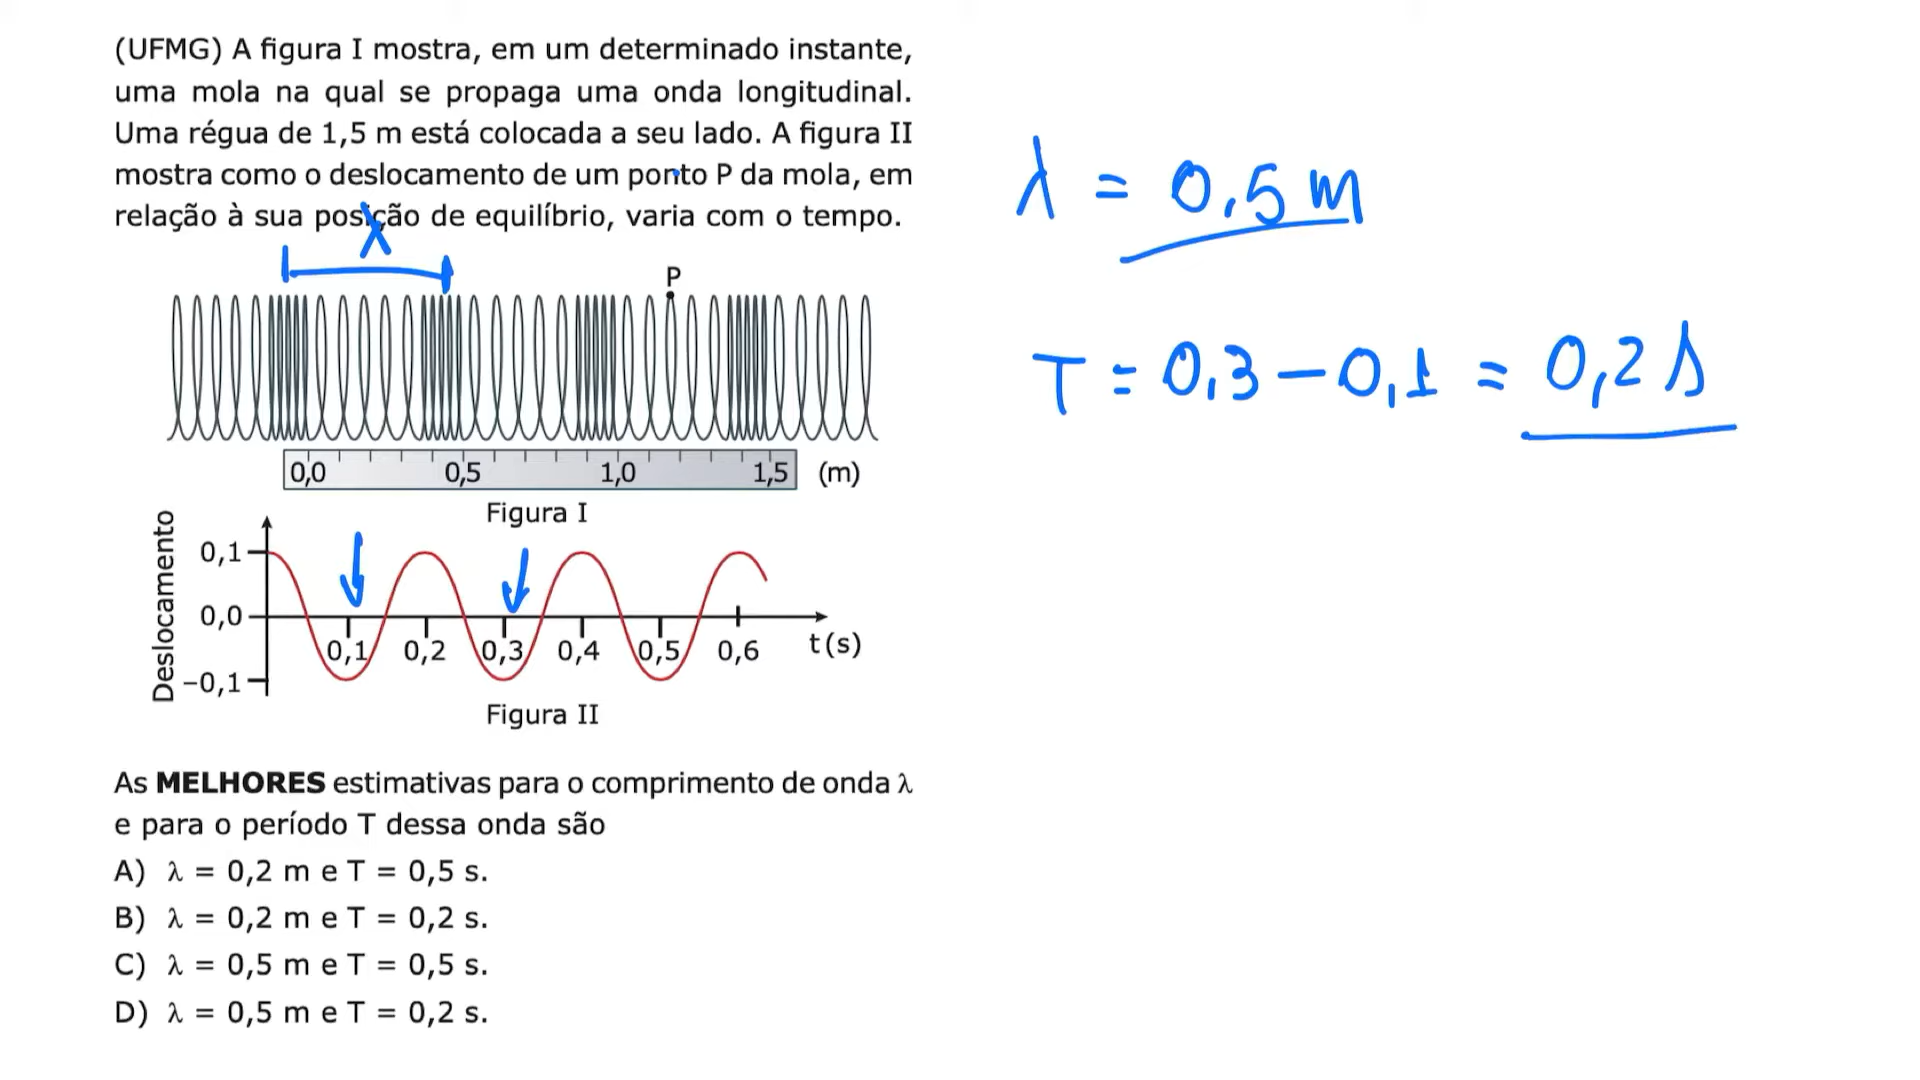 (UFMG) A figura I mostra, em um determinado instante,
uma mola na qual se propaga uma onda longitudinal.
Uma régua de 1,5 m está colocada a seu lado. A figura II
mostra como o deslocamento de um ponto P da mola, em
relação à sua posição de equilíbrio, varia com o tempo.
λ
P
0,0 0,5 1,0 1,5 (m)
Figura I
Deslocamento
0,1
0,0
−0,1
0,1 0,2 0,3 0,4 0,5 0,6 t(s)
Figura II
As MELHORES estimativas para o comprimento de onda λ
e para o período T dessa onda são
A) λ = 0,2 m e T = 0,5 s.
B) λ = 0,2 m e T = 0,2 s.
C) λ = 0,5 m e T = 0,5 s.
D) λ = 0,5 m e T = 0,2 s.
λ = 0,5 m
T = 0,3 − 0,1 = 0,2 s